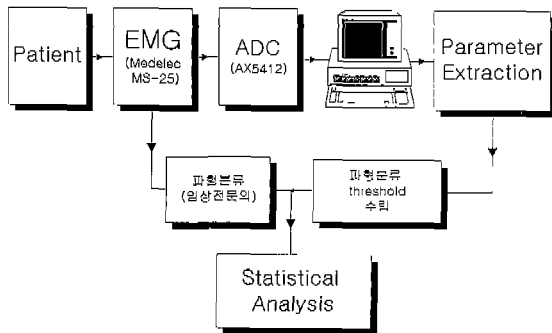 Patient
EMG
(Medelec
MS-25)
ADC
(AX5412)
Parameter
Extraction
파형분류
(임상전문의)
파형분류
threshold
수립
Statistical
Analysis